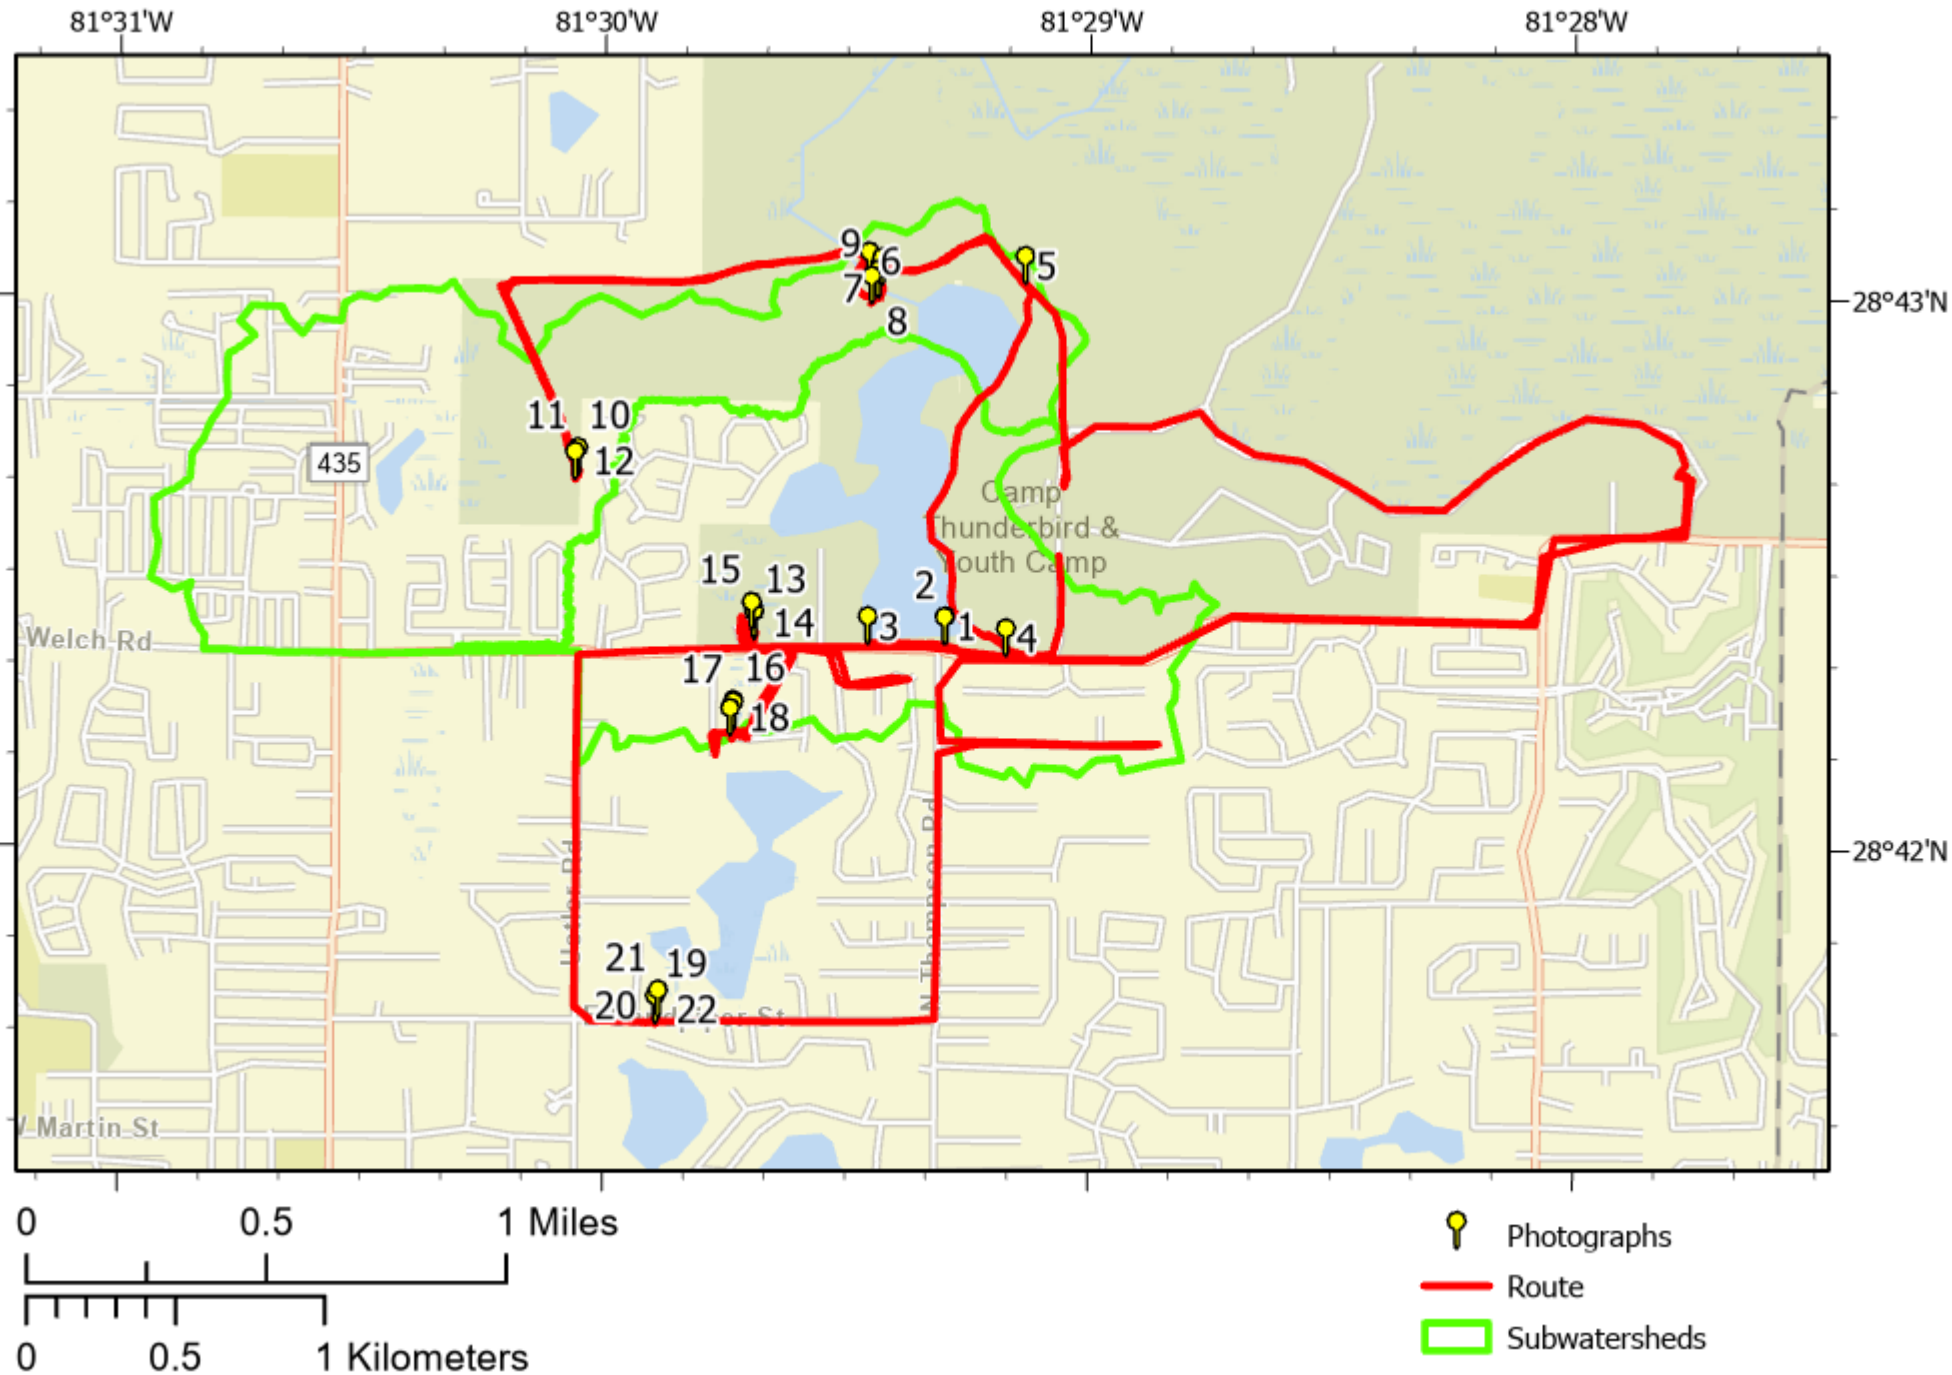 81°31'W 81°30'W 81°29'W 81°28'W
9
6
5
28°43'N
7
8
11 10
435
12
Camp
Thunderbird &
Youth Camp
15 13
2
14
3
1
4
Welch Rd
17 16
18
28°42'N
N Thompson Rd
21 19
20 22
W Martin St
0 0.5 1 Miles
Photographs
Route
Subwatersheds
0 0.5 1 Kilometers